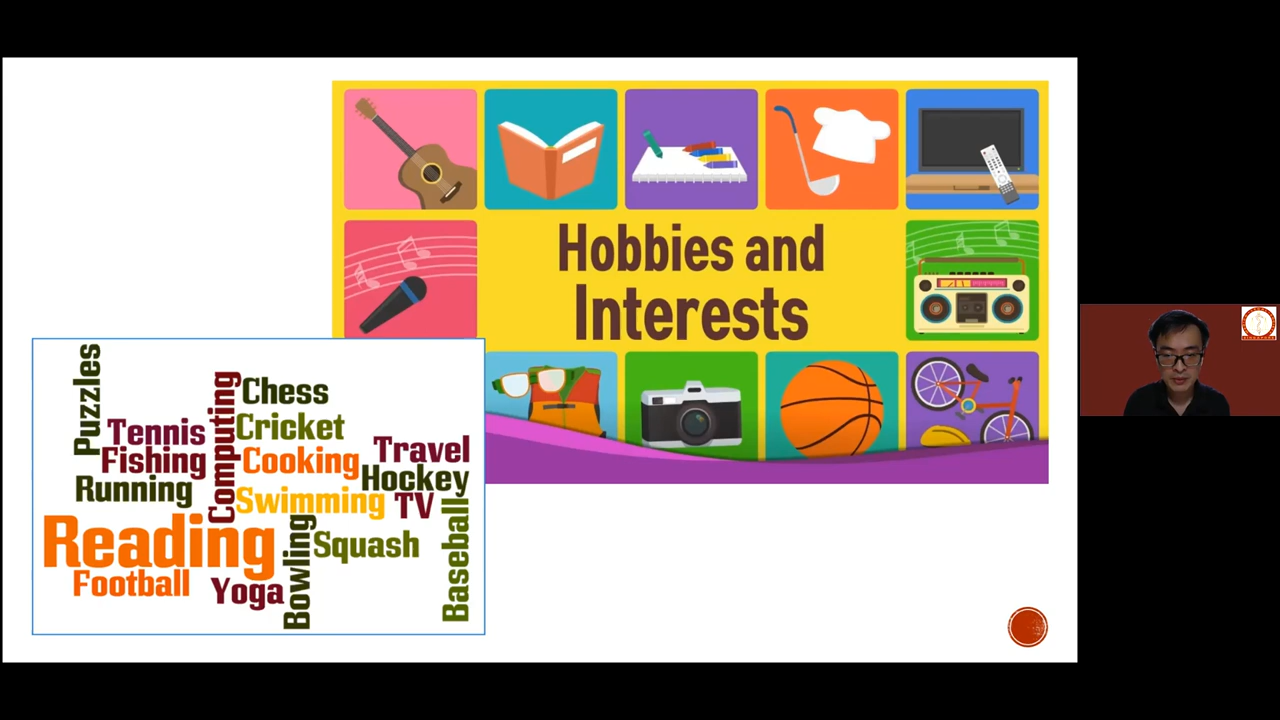 Hobbies and
Interests
Puzzles
Computing
Chess
Tennis
Cricket
Travel
Fishing
Cooking
Hockey
Running
Swimming
TV
Reading
Bowling
Squash
Baseball
Football
Yoga